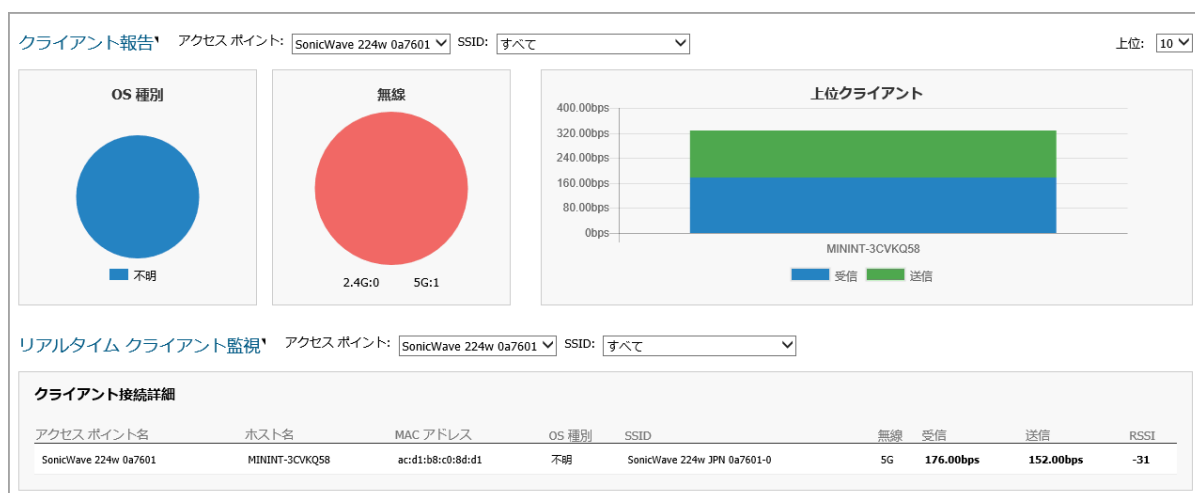 クライアント報告 アクセス ポイント: SonicWave 224w 0a7601 SSID: すべて 上位: 10
OS 種別
不明
無線
2.4G:0 5G:1
上位クライアント
400.00bps
320.00bps
240.00bps
160.00bps
80.00bps
0bps
MININT-3CVKQ58
受信 送信
リアルタイム クライアント監視 アクセス ポイント: SonicWave 224w 0a7601 SSID: すべて
クライアント接続詳細
アクセス ポイント名 ホスト名 MAC アドレス OS 種別 SSID 無線 受信 送信 RSSI
SonicWave 224w 0a7601 MININT-3CVKQ58 ac:d1:b8:c0:8d:d1 不明 SonicWave 224w JPN 0a7601-0 5G 176.00bps 152.00bps -31